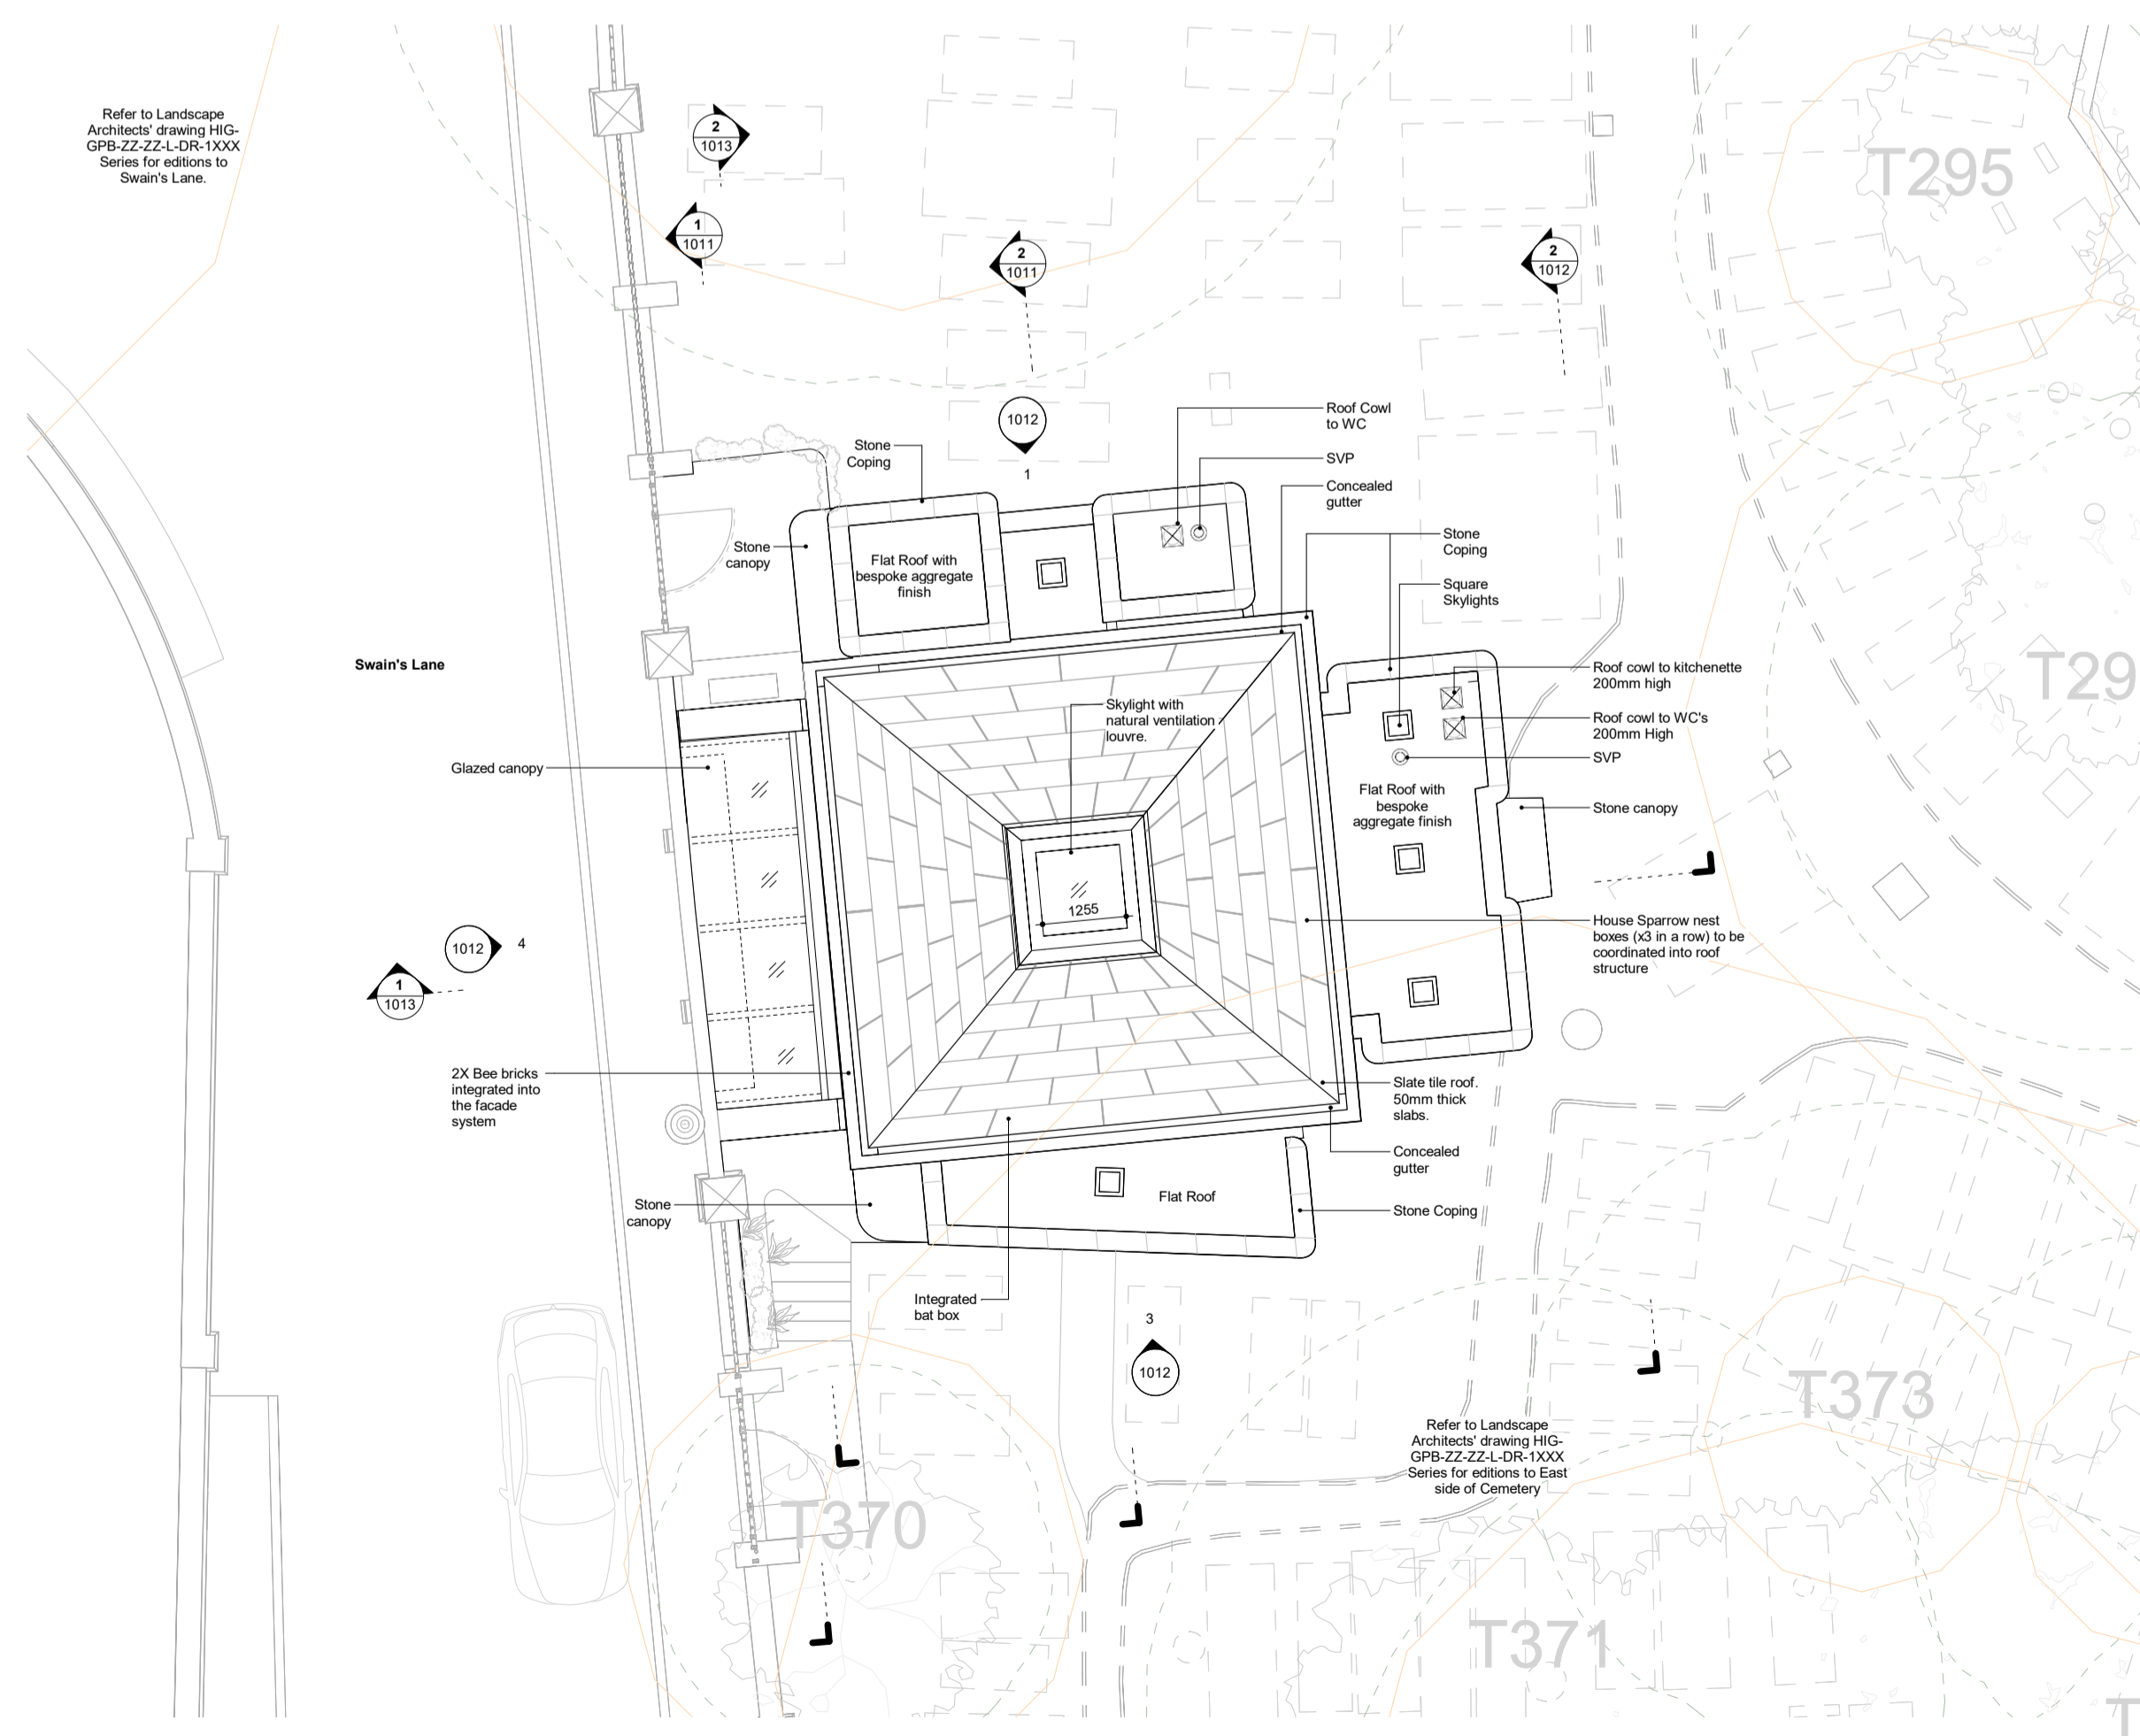 Refer to Landscape
Architects' drawing HIG-
GPB-ZZ-ZZ-L-DR-1XXX
Series for editions to
Swain's Lane.
2
1013
1
1011
2
1011
2
1012
T295
1012
1
Roof Cowl
to WC
SVP
Concealed
gutter
Stone
Coping
Stone
canopy
Flat Roof with
bespoke aggregate
finish
Stone
Coping
Square
Skylights
Swain's Lane
Roof cowl to kitchenette
200mm high
Roof cowl to WC's
200mm High
SVP
T29
Skylight with
natural ventilation
louvre.
Glazed canopy
Flat Roof with
bespoke
aggregate finish
Stone canopy
1255
House Sparrow nest
boxes (x3 in a row) to be
coordinated into roof
structure
1012
4
1
1013
2X Bee bricks
integrated into
the facade
system
Slate tile roof.
50mm thick
slabs.
Concealed
gutter
Stone
canopy
Flat Roof
Stone Coping
Integrated
bat box
3
1012
T373
Refer to Landscape
Architects' drawing HIG-
GPB-ZZ-ZZ-L-DR-1XXX
Series for editions to East
side of Cemetery
T370
T371
T